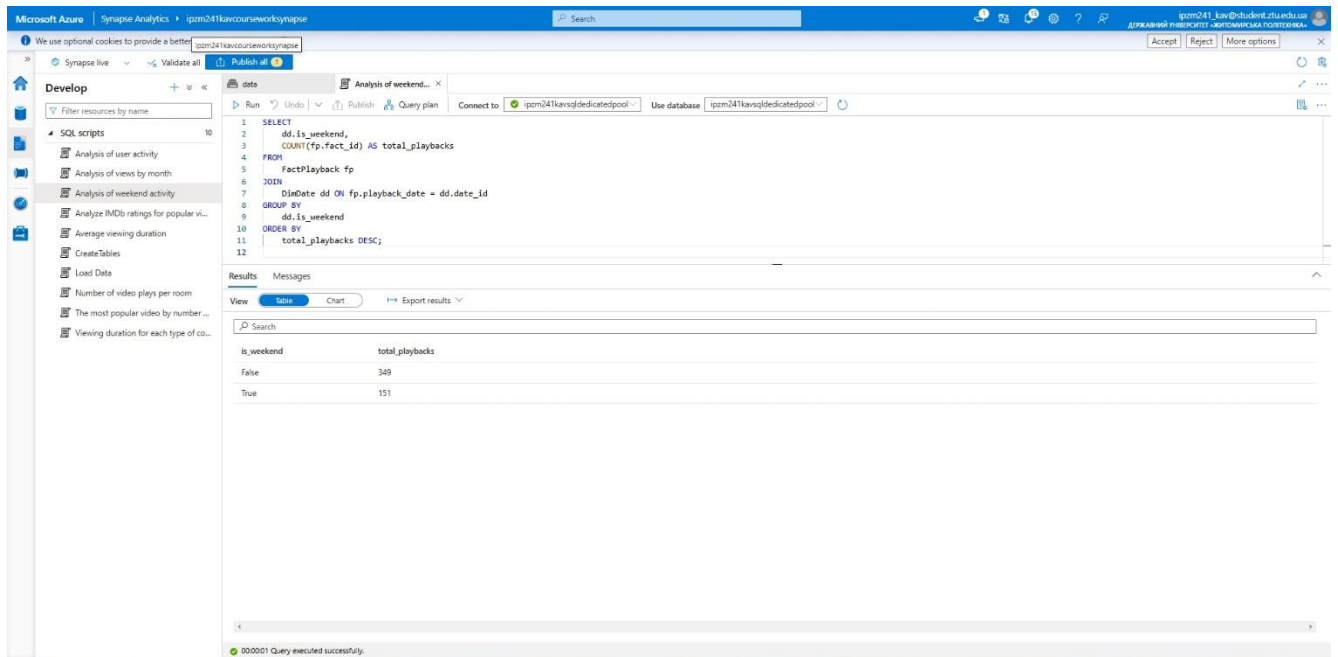 Microsoft Azure | Synapse Analytics ▸ ipzm241kavcourseworksynapse
Search
1
15
ipzm241_kav@student.ztu.edu.ua
ДЕРЖАВНИЙ УНІВЕРСИТЕТ «ЖИТОМИРСЬКА ПОЛІТЕХНІКА»
We use optional cookies to provide a better
ipzm241kavcourseworksynapse
Accept Reject More options
Synapse live Validate all Publish all 1
Develop
Filter resources by name
SQL scripts 10
Analysis of user activity
Analysis of views by month
Analysis of weekend activity
Analyze IMDb ratings for popular vi...
Average viewing duration
CreateTables
Load Data
Number of video plays per room
The most popular video by number ...
Viewing duration for each type of co...
data Analysis of weekend...
Run Undo Publish Query plan Connect to ipzm241kavsqldedicatedpool Use database ipzm241kavsqldedicatedpool
1 SELECT
2 dd.is_weekend,
3 COUNT(fp.fact_id) AS total_playbacks
4 FROM
5 FactPlayback fp
6 JOIN
7 DimDate dd ON fp.playback_date = dd.date_id
8 GROUP BY
9 dd.is_weekend
10 ORDER BY
11 total_playbacks DESC;
12
Results Messages
View Table Chart Export results
Search
is_weekend total_playbacks
False 349
True 151
00:00:01 Query executed successfully.